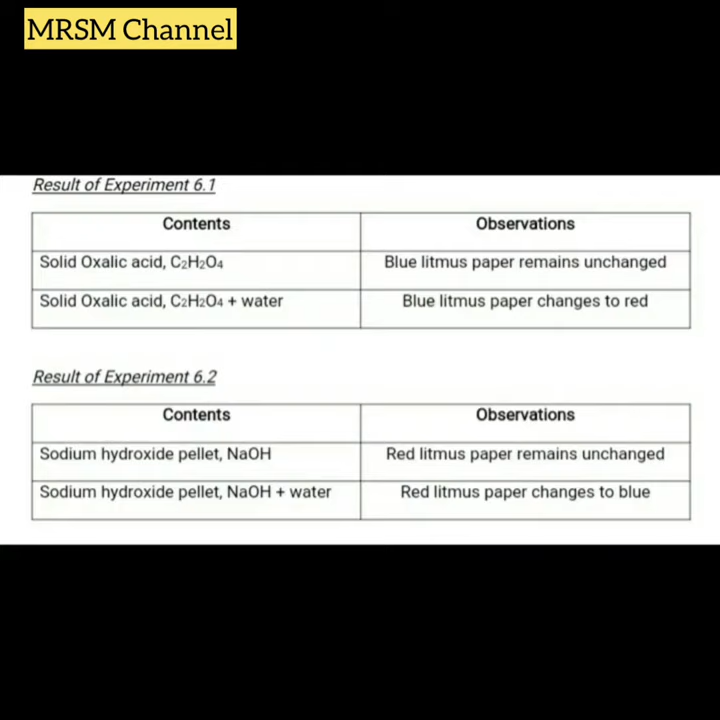 MRSM Channel
Result of Experiment 6.1
Contents Observations
Solid Oxalic acid, C₂H₂O₄ Blue litmus paper remains unchanged
Solid Oxalic acid, C₂H₂O₄ + water Blue litmus paper changes to red
Result of Experiment 6.2
Contents Observations
Sodium hydroxide pellet, NaOH Red litmus paper remains unchanged
Sodium hydroxide pellet, NaOH + water Red litmus paper changes to blue